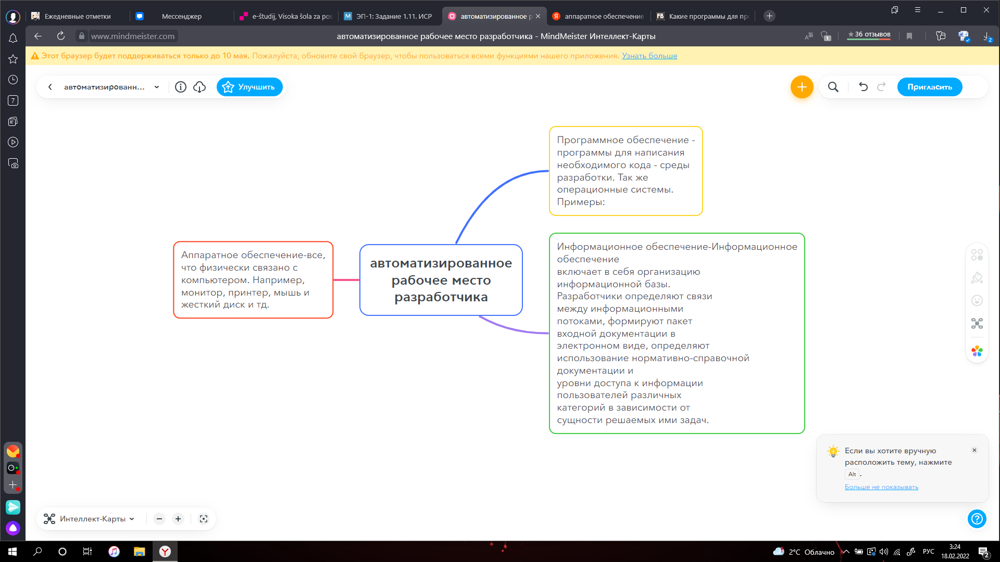 Ежедневные отметки
Мессенджер
e-študij, Visoka šola za pos
ЭП-1: Задание 1.11. ИСР
автоматизированное р
аппаратное обеспечение
Какие программы для пр
www.mindmeister.com
автоматизированное рабочее место разработчика - MindMeister Интеллект-Карты
36 отзывов
1
2
7
Этот браузер будет поддерживаться только до 10 мая. Пожалуйста, обновите свой браузер, чтобы пользоваться всеми функциями нашего приложения. Узнать больше
автоматизированн...
Улучшить
Пригласить
Программное обеспечение -
программы для написания
необходимого кода - среды
разработки. Так же
операционные системы.
Примеры:
Аппаратное обеспечение-все,
что физически связано с
компьютером. Например,
монитор, принтер, мышь и
жесткий диск и тд.
автоматизированное
рабочее место
разработчика
Информационное обеспечение-Информационное
обеспечение
включает в себя организацию
информационной базы.
Разработчики определяют связи
между информационными
потоками, формируют пакет
входной документации в
электронном виде, определяют
использование нормативно-справочной
документации и
уровни доступа к информации
пользователей различных
категорий в зависимости от
сущности решаемых ими задач.
Если вы хотите вручную
расположить тему, нажмите
Alt .
Больше не показывать
Интеллект-Карты
2°C Облачно
РУС
3:24
18.02.2022
2